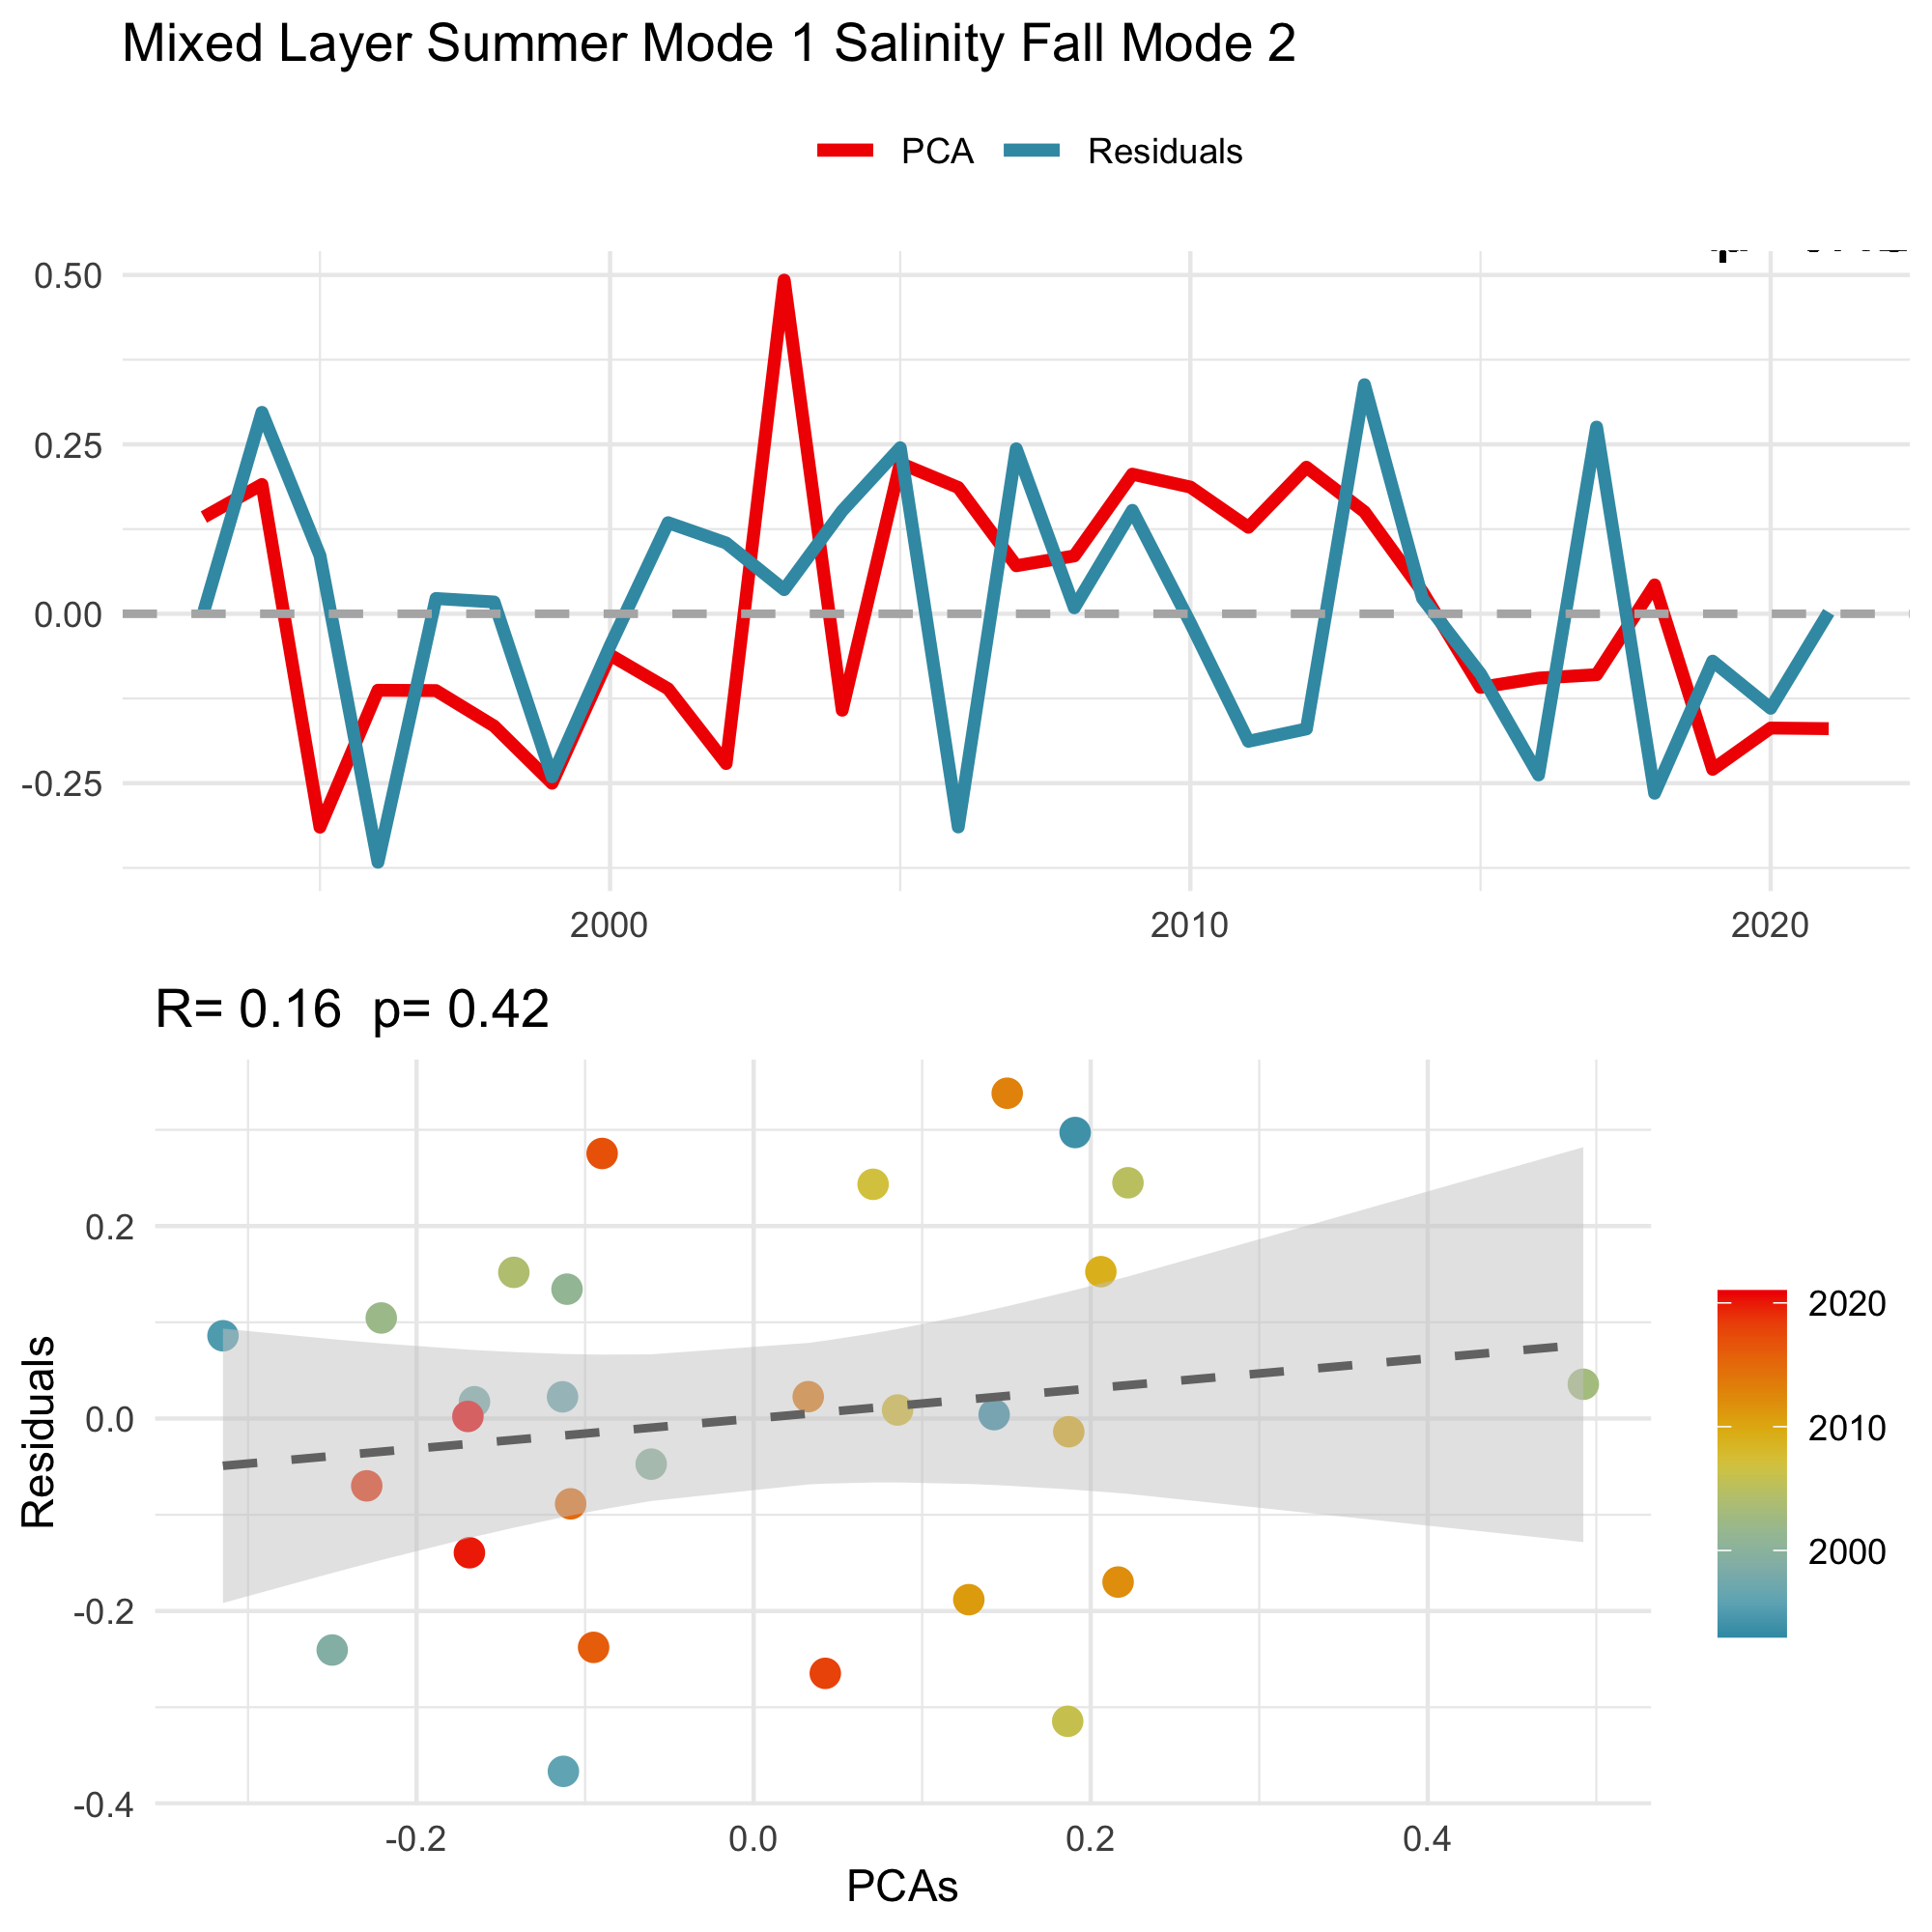 Mixed Layer Summer Mode 1 Salinity Fall Mode 2
PCA Residuals
0.50
0.25
0.00
-0.25
2000 2010 2020
R= 0.16 p= 0.42
Residuals
0.2
0.0
-0.2
-0.4
-0.2 0.0 0.2 0.4
PCAs
2020
2010
2000